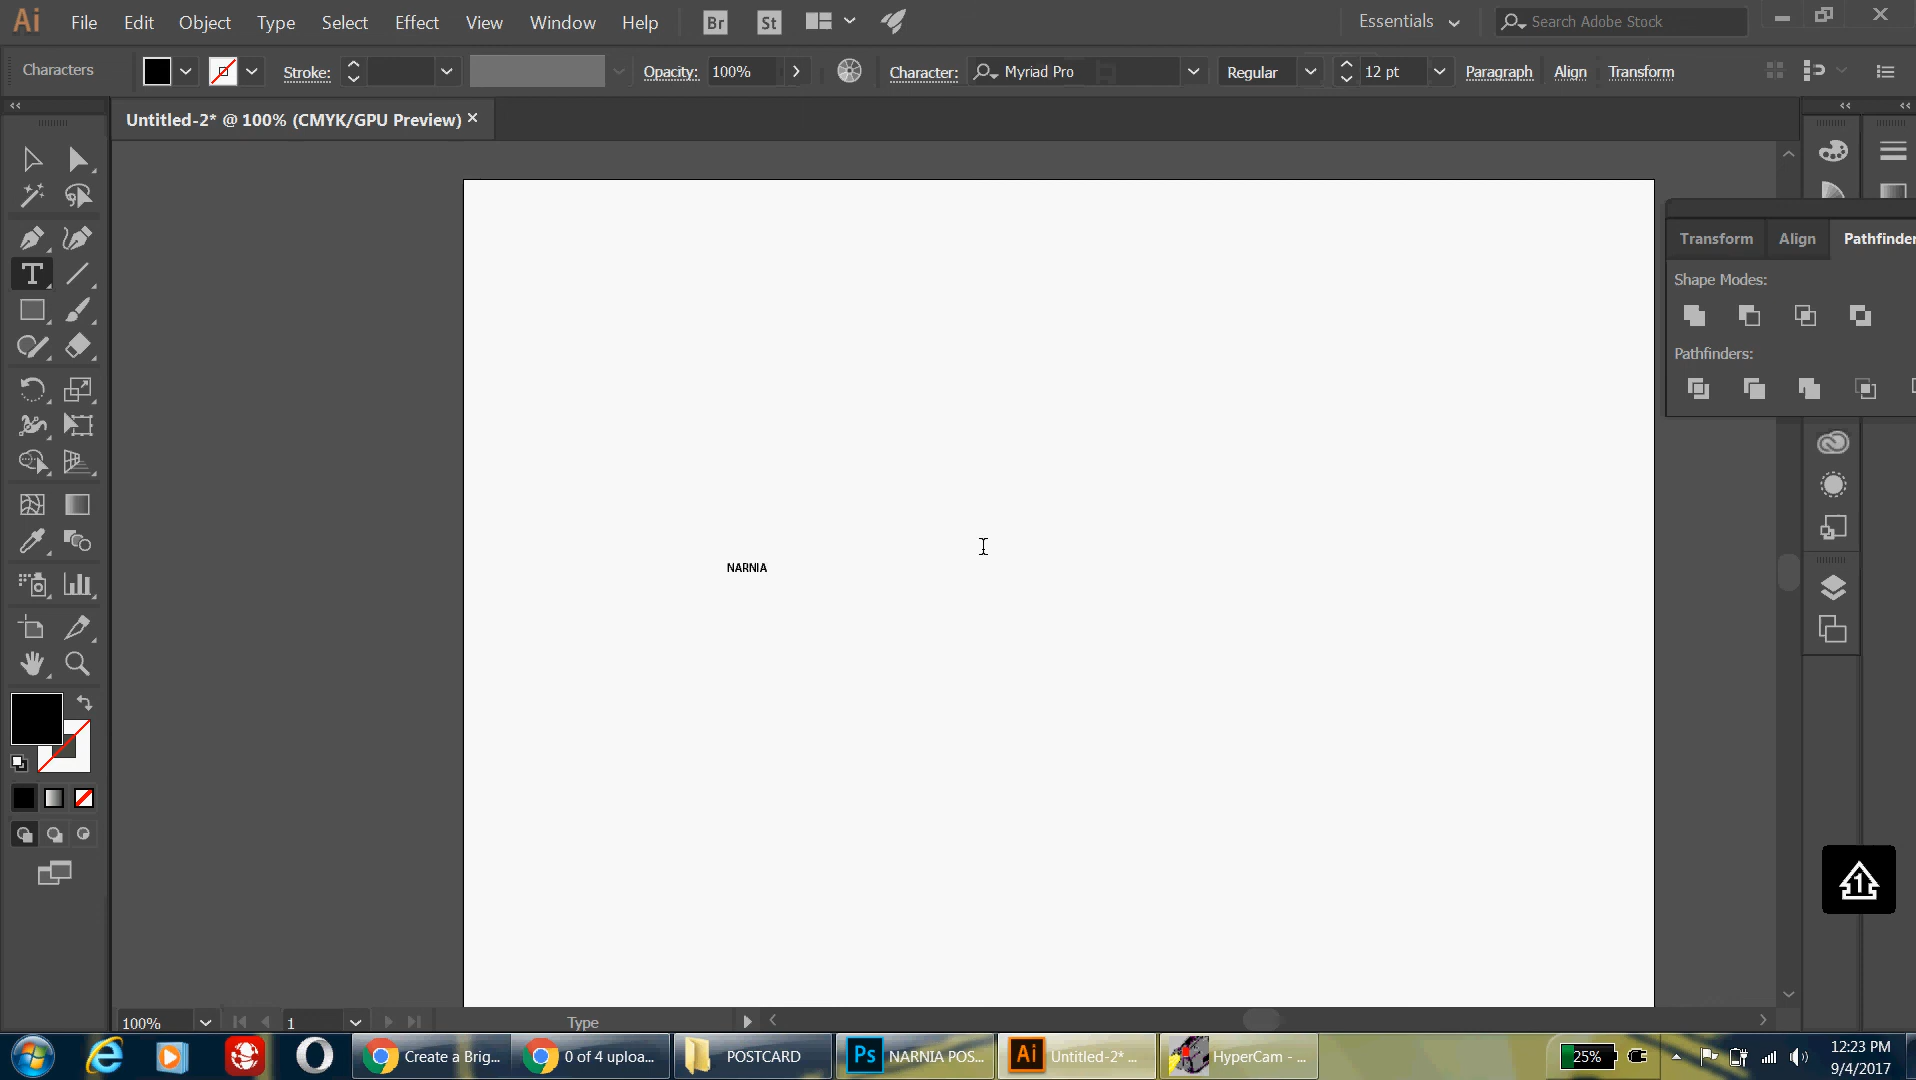 Ai File Edit Object Type Select Effect View Window Help Br St Essentials Search Adobe Stock
Characters Stroke: Opacity: 100% Character: Myriad Pro Regular 12 pt Paragraph Align Transform
Untitled-2* @ 100% (CMYK/GPU Preview) ×
Transform Align Pathfinder
Shape Modes:
Pathfinders:
NARNIA
100% 1 Type
Create a Brig... 0 of 4 uploa... POSTCARD Ps NARNIA POS... Ai Untitled-2* ... HyperCam - ... 25% 12:23 PM
9/4/2017